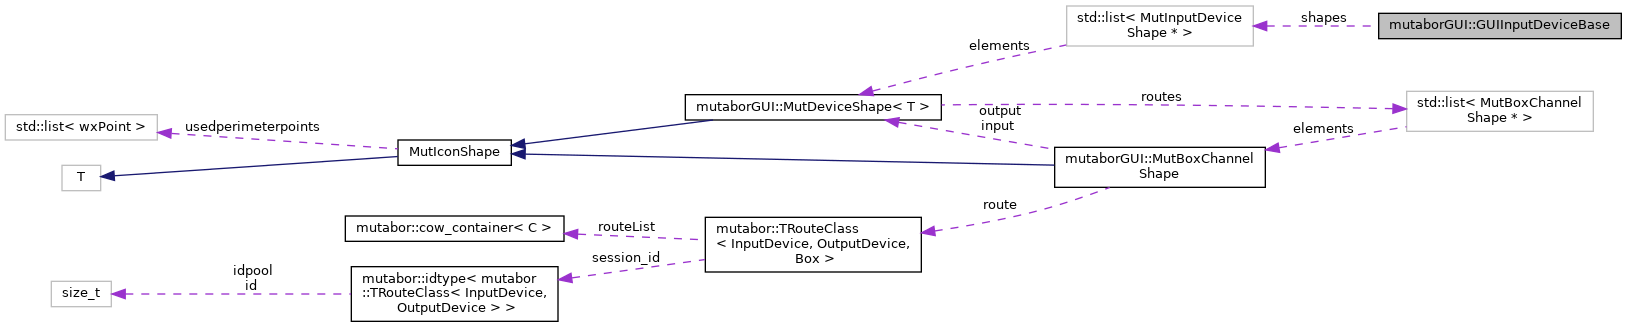 std::list< MutInputDevice
Shape * >
shapes
mutaborGUI::GUIInputDeviceBase
elements
mutaborGUI::MutDeviceShape< T >
routes
std::list< MutBoxChannel
Shape * >
output
input
elements
std::list< wxPoint >
usedperimeterpoints
MutIconShape
mutaborGUI::MutBoxChannel
Shape
T
route
mutabor::cow_container< C >
routeList
mutabor::TRouteClass
< InputDevice, OutputDevice,
Box >
session_id
idpool
id
size_t
mutabor::idtype< mutabor
::TRouteClass< InputDevice,
OutputDevice > >